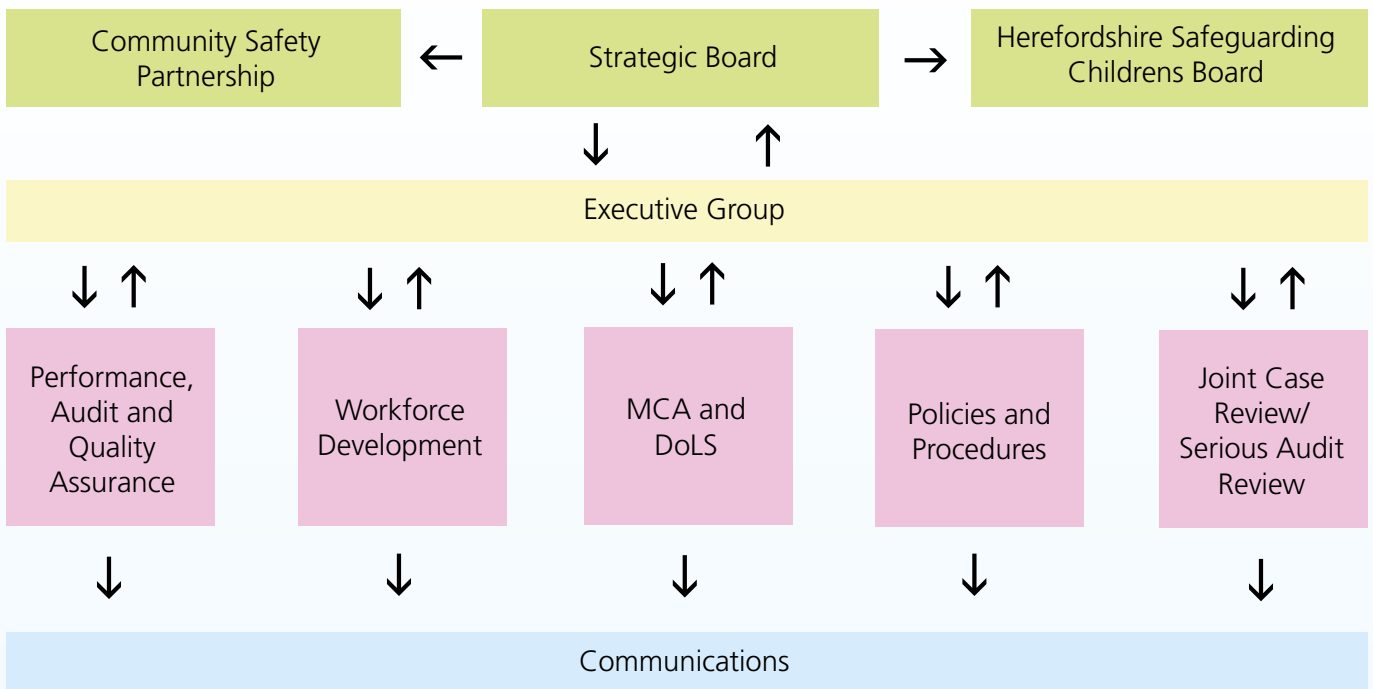 Community Safety
Partnership
Strategic Board
Herefordshire Safeguarding
Childrens Board
Executive Group
Performance,
Audit and
Quality
Assurance
Workforce
Development
MCA and
DoLS
Policies and
Procedures
Joint Case
Review/
Serious Audit
Review
Communications